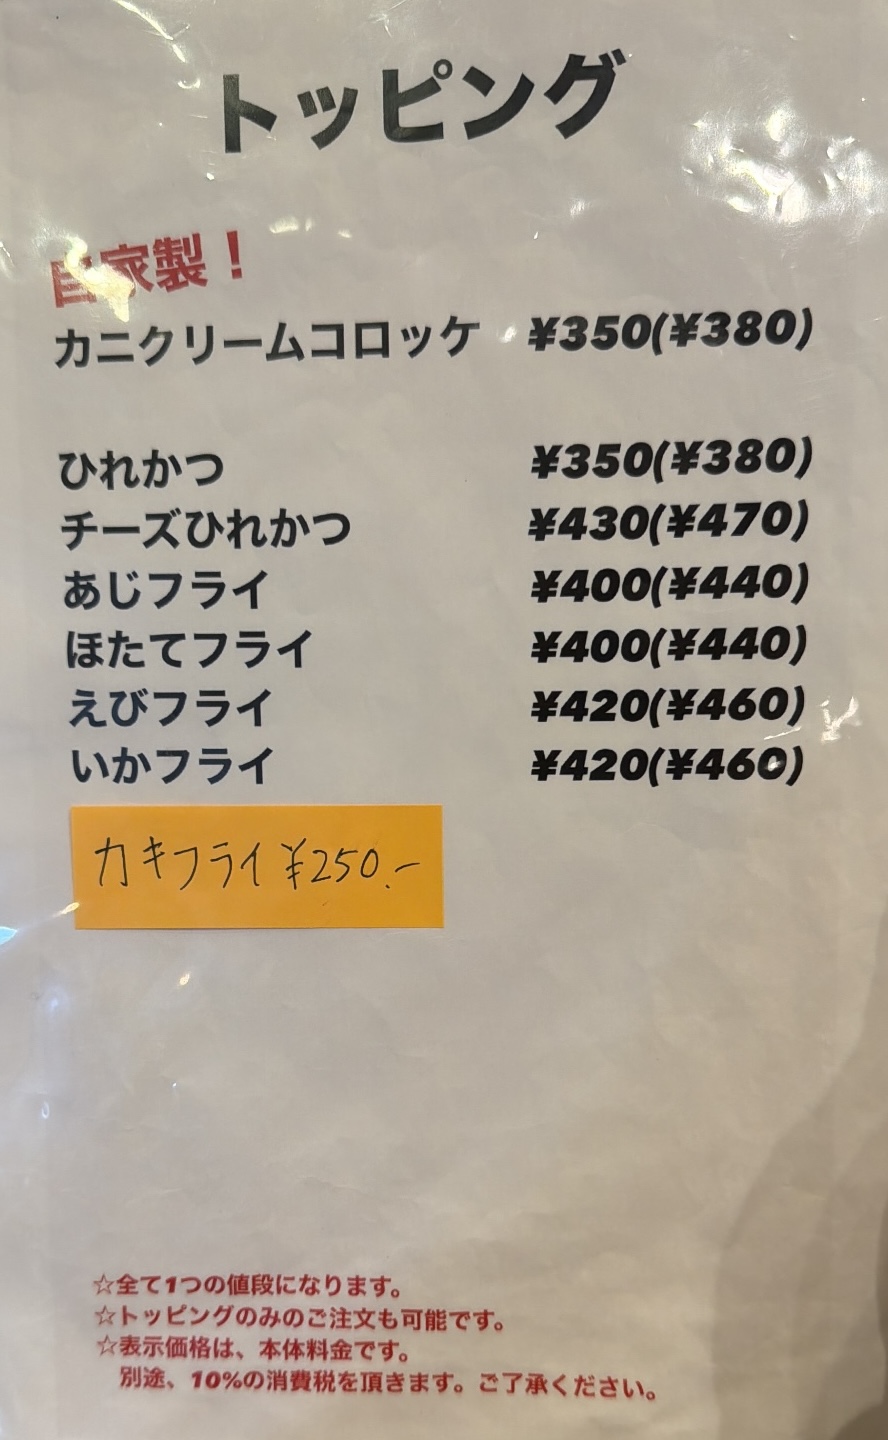 トッピング
自家製！
カニクリームコロッケ ¥350(¥380)
ひれかつ ¥350(¥380)
チーズひれかつ ¥430(¥470)
あじフライ ¥400(¥440)
ほたてフライ ¥400(¥440)
えびフライ ¥420(¥460)
いかフライ ¥420(¥460)
カキフライ ¥250.-
☆全て1つの値段になります。
☆トッピングのみのご注文も可能です。
☆表示価格は、本体料金です。
別途、10%の消費税を頂きます。ご了承ください。